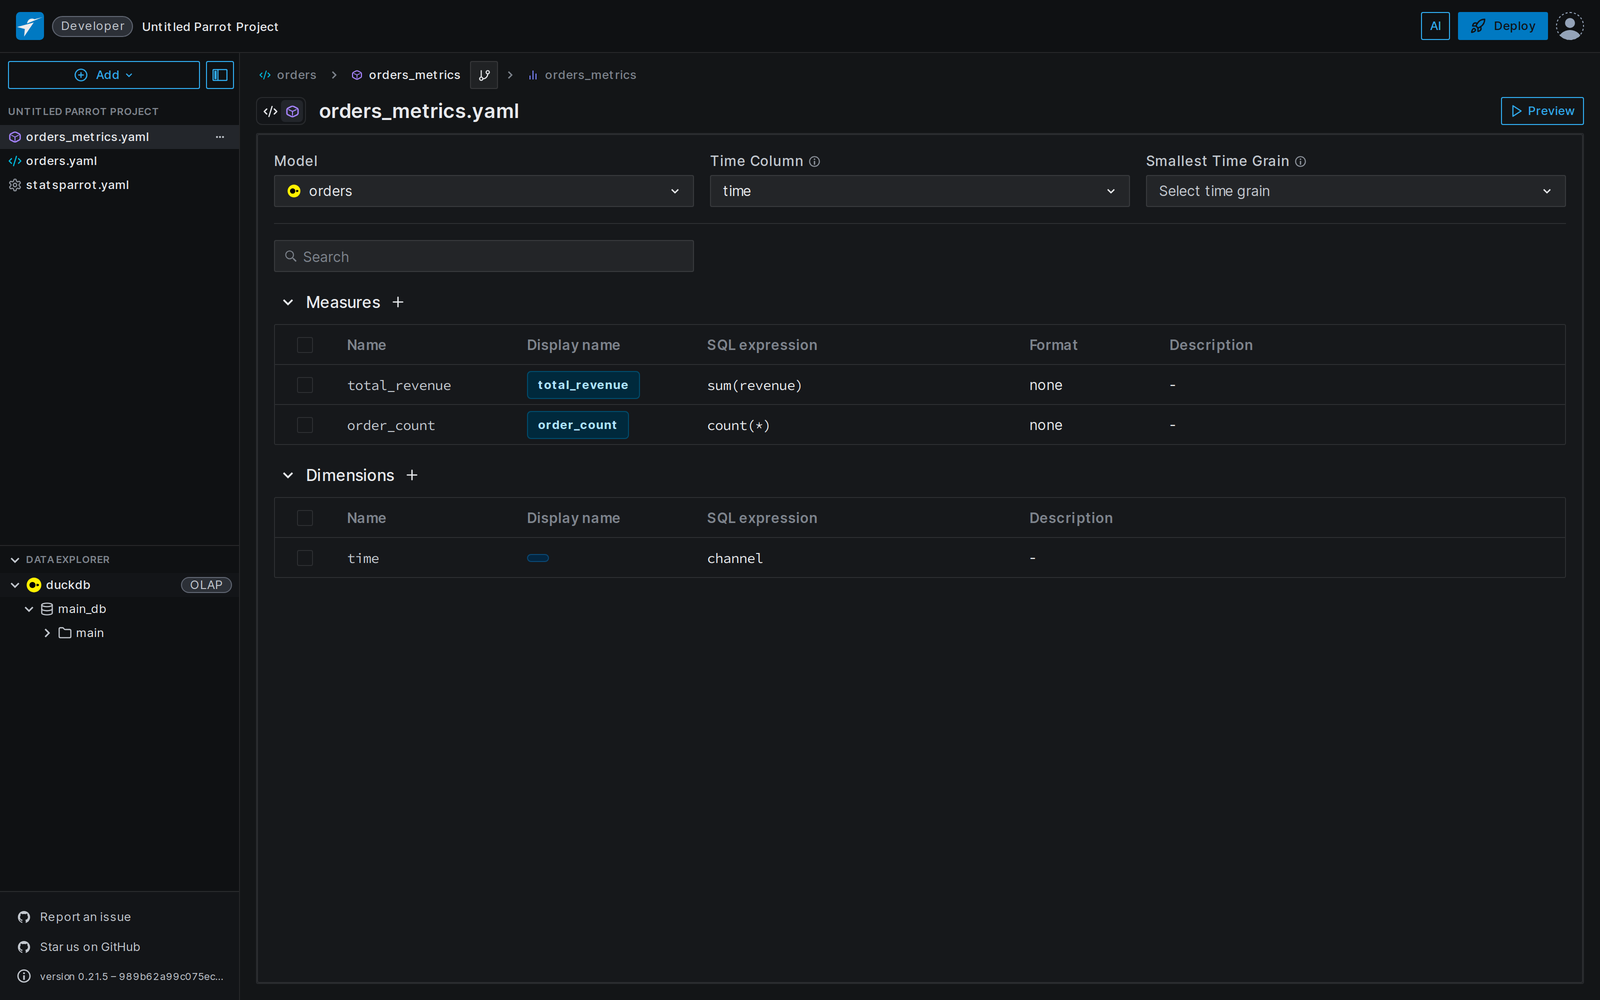 Developer
Untitled Parrot Project
AI
Deploy
Add
UNTITLED PARROT PROJECT
orders_metrics.yaml
orders.yaml
statsparrot.yaml
orders
orders_metrics
orders_metrics
orders_metrics.yaml
Preview
Model
Time Column
Smallest Time Grain
orders
time
Select time grain
Search
Measures
Name Display name SQL expression Format Description
total_revenue total_revenue sum(revenue) none -
order_count order_count count(*) none -
Dimensions
Name Display name SQL expression Description
time channel -
DATA EXPLORER
duckdb OLAP
main_db
main
Report an issue
Star us on GitHub
version 0.21.5 – 989b62a99c075ec...